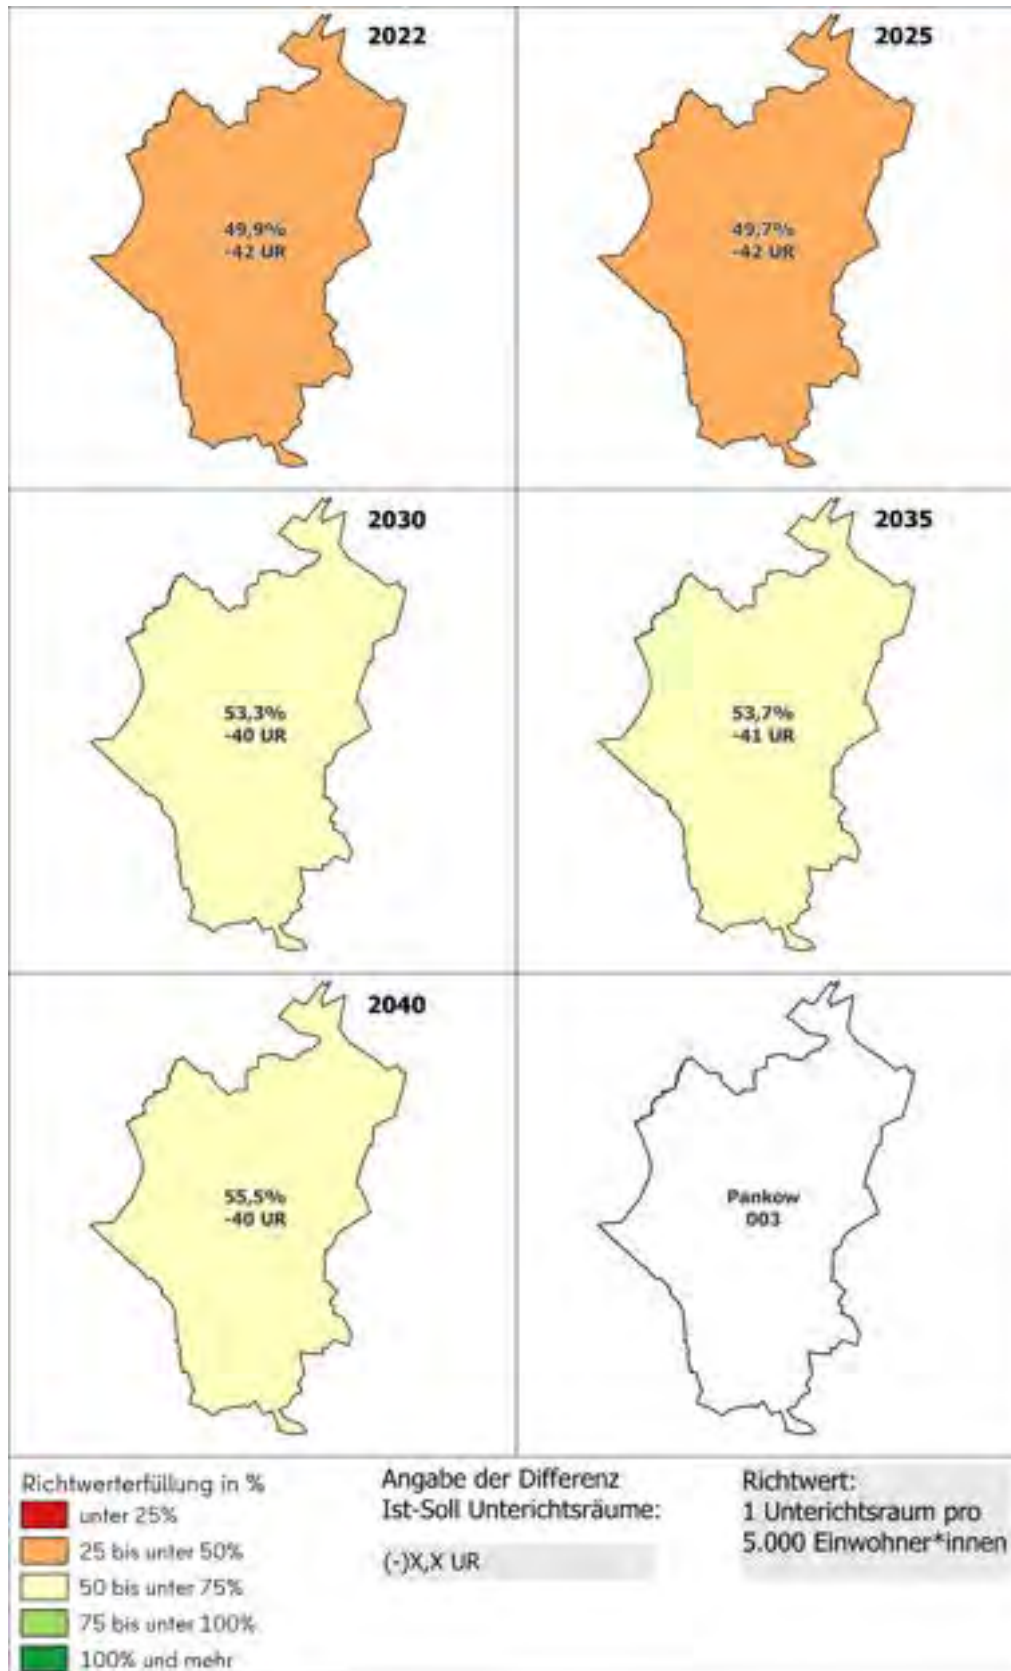 2022
49,9%
-42 UR
2025
49,7%
-42 UR
2030
53,3%
-40 UR
2035
53,7%
-41 UR
2040
55,5%
-40 UR
Pankow
003
Richtwerterfüllung in %
unter 25%
25 bis unter 50%
50 bis unter 75%
75 bis unter 100%
100% und mehr
Angabe der Differenz
Ist-Soll Unterichtsräume:
(-)X,X UR
Richtwert:
1 Unterichtsraum pro
5.000 Einwohner*innen